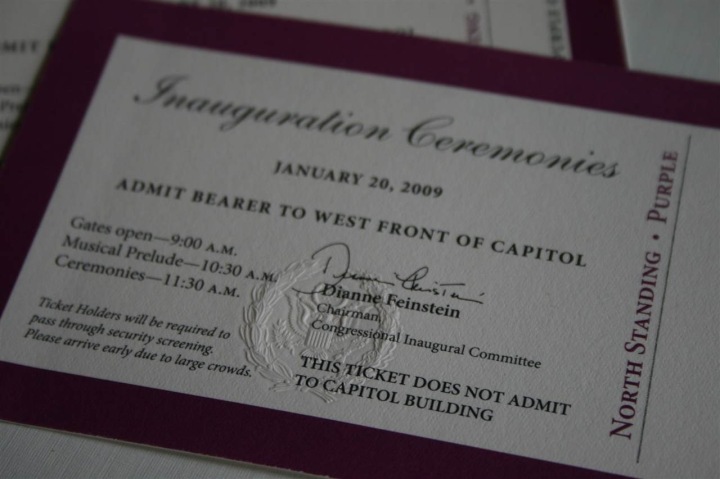 Inauguration Ceremonies
JANUARY 20, 2009
ADMIT BEARER TO WEST FRONT OF CAPITOL
Gates open—9:00 A.M.
Musical Prelude—10:30 A.M.
Ceremonies—11:30 A.M.
Ticket Holders will be required to
pass through security screening.
Please arrive early due to large crowds.
Dianne Feinstein
Dianne Feinstein
Chairman
Congressional Inaugural Committee
THIS TICKET DOES NOT ADMIT
TO CAPITOL BUILDING
NORTH STANDING • PURPLE
ADMIT